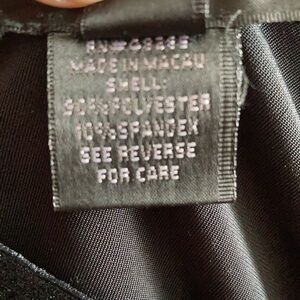 MADE IN MACAU
SHELL:
90% POLYESTER
10% SPANDEX
SEE REVERSE
FOR CARE